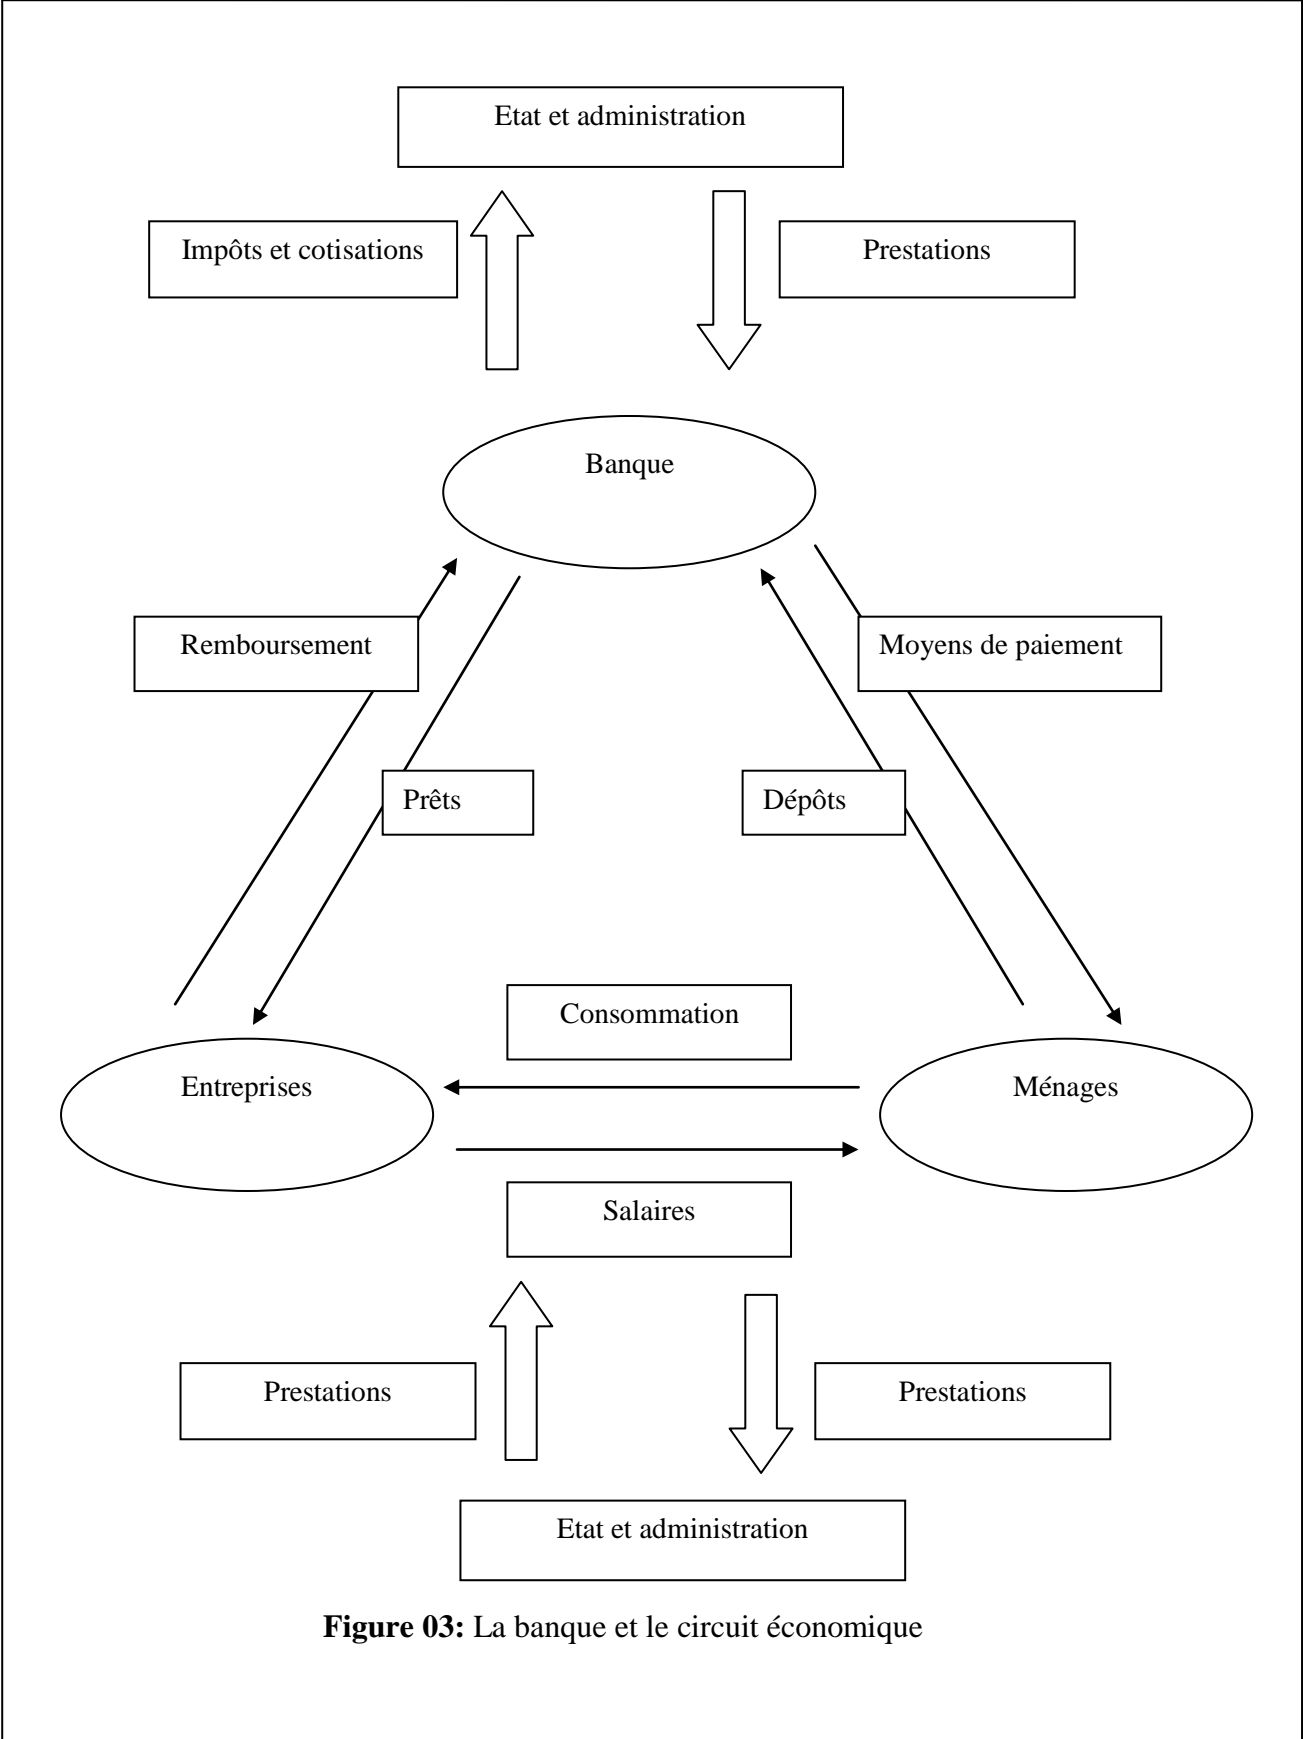 Etat et administration
Impôts et cotisations
Prestations
Banque
Remboursement
Moyens de paiement
Prêts
Dépôts
Consommation
Entreprises
Ménages
Salaires
Prestations
Prestations
Etat et administration
Figure 03: La banque et le circuit économique